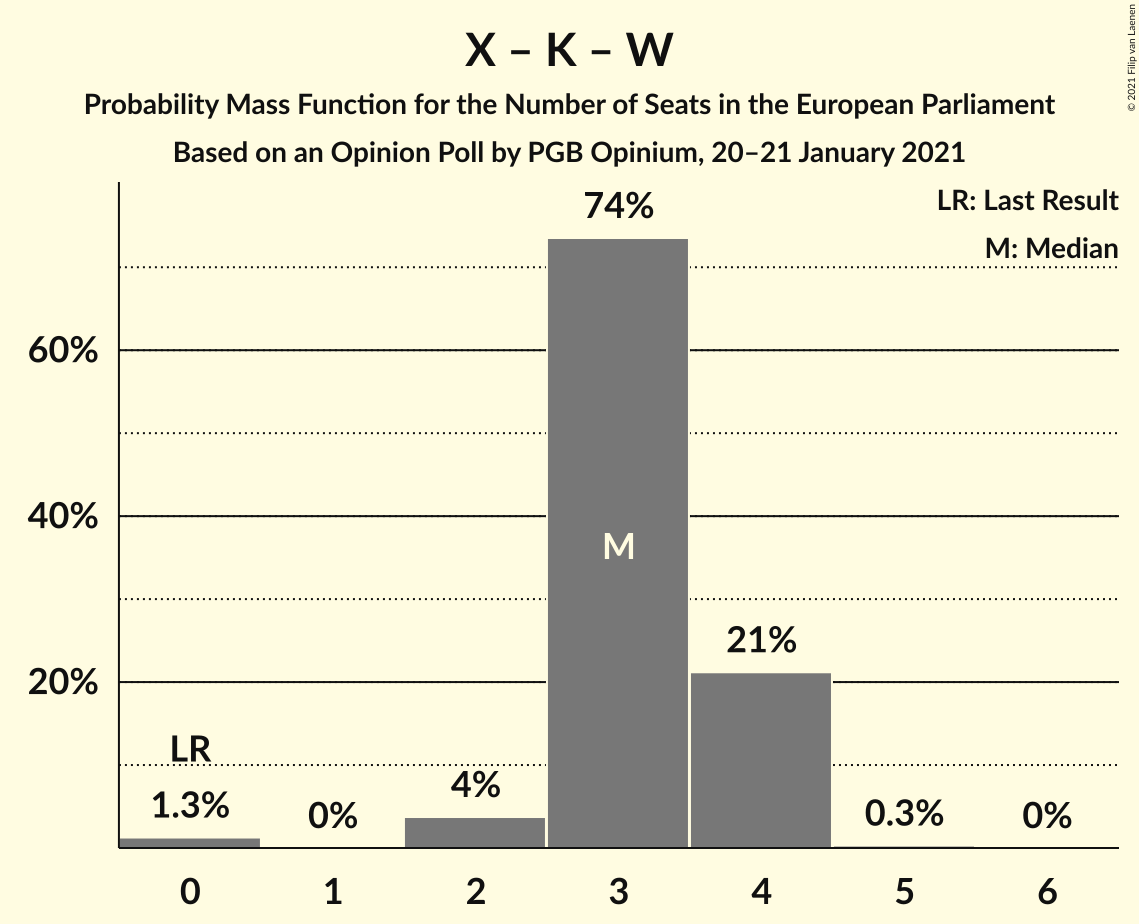 X – K – W
Probability Mass Function for the Number of Seats in the European Parliament
Based on an Opinion Poll by PGB Opinium, 20–21 January 2021
© 2021 Filip van Laenen
LR: Last Result
M: Median
74%
60%
40%
M
21%
20%
LR
1.3%
0%
4%
0.3%
0%
0 1 2 3 4 5 6